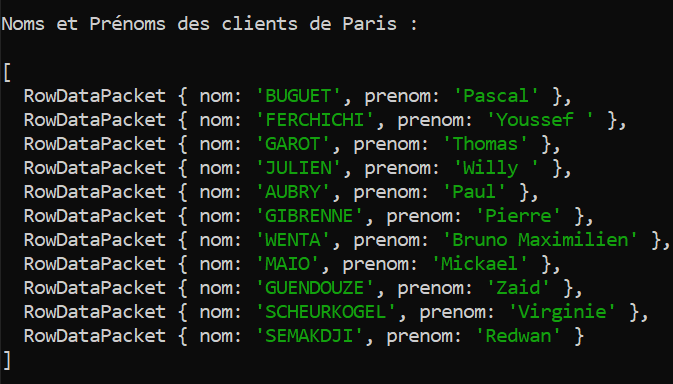 Noms et Prénoms des clients de Paris :
[
RowDataPacket { nom: 'BUGUET', prenom: 'Pascal' },
RowDataPacket { nom: 'FERCHICHI', prenom: 'Youssef ' },
RowDataPacket { nom: 'GAROT', prenom: 'Thomas' },
RowDataPacket { nom: 'JULIEN', prenom: 'Willy ' },
RowDataPacket { nom: 'AUBRY', prenom: 'Paul' },
RowDataPacket { nom: 'GIBRENNE', prenom: 'Pierre' },
RowDataPacket { nom: 'WENTA', prenom: 'Bruno Maximilien' },
RowDataPacket { nom: 'MAIO', prenom: 'Mickael' },
RowDataPacket { nom: 'GUENDOUZE', prenom: 'Zaid' },
RowDataPacket { nom: 'SCHEURKOGEL', prenom: 'Virginie' },
RowDataPacket { nom: 'SEMAKDJI', prenom: 'Redwan' }
]